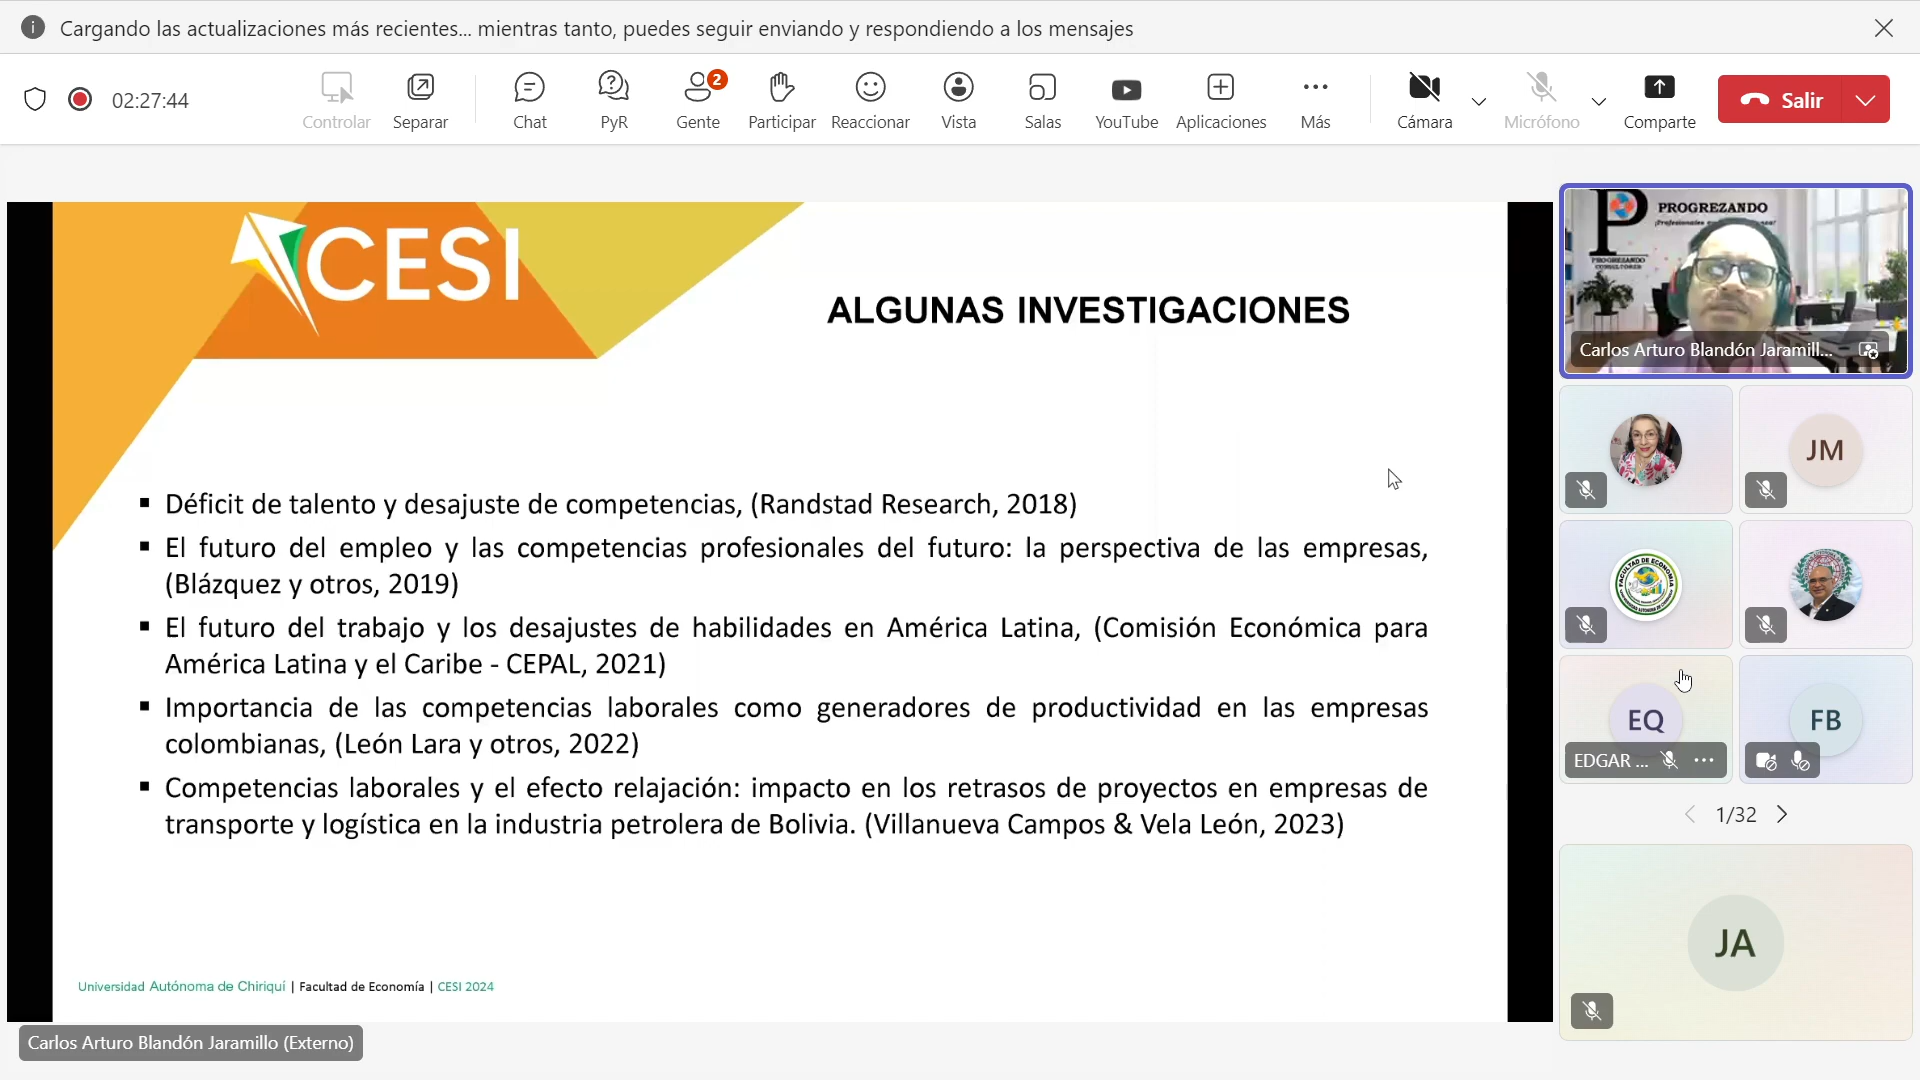 Cargando las actualizaciones más recientes... mientras tanto, puedes seguir enviando y respondiendo a los mensajes
02:27:44
Controlar
Separar
Chat
PyR
2
Gente
Participar
Reaccionar
Vista
Salas
YouTube
Aplicaciones
Más
Cámara
Micrófono
Comparte
Salir
CESI
ALGUNAS INVESTIGACIONES
▪ Déficit de talento y desajuste de competencias, (Randstad Research, 2018)
▪ El futuro del empleo y las competencias profesionales del futuro: la perspectiva de las empresas,
(Blázquez y otros, 2019)
▪ El futuro del trabajo y los desajustes de habilidades en América Latina, (Comisión Económica para
América Latina y el Caribe - CEPAL, 2021)
▪ Importancia de las competencias laborales como generadores de productividad en las empresas
colombianas, (León Lara y otros, 2022)
▪ Competencias laborales y el efecto relajación: impacto en los retrasos de proyectos en empresas de
transporte y logística en la industria petrolera de Bolivia. (Villanueva Campos & Vela León, 2023)
Universidad Autónoma de Chiriquí | Facultad de Economía | CESI 2024
Carlos Arturo Blandón Jaramillo (Externo)
P
PROGREZANDO
PROGREZANDO
Carlos Arturo Blandón Jaramill...
JM
FACULTAD DE ECONOMIA
EQ
EDGAR ...
FB
1/32
JA